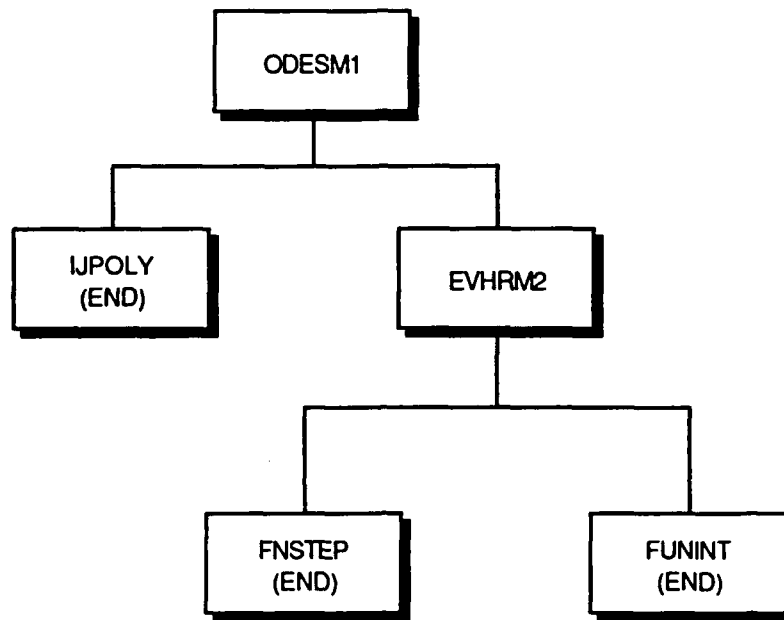 ODESM1
IJPOLY
(END)
EVHRM2
FNSTEP
(END)
FUNINT
(END)